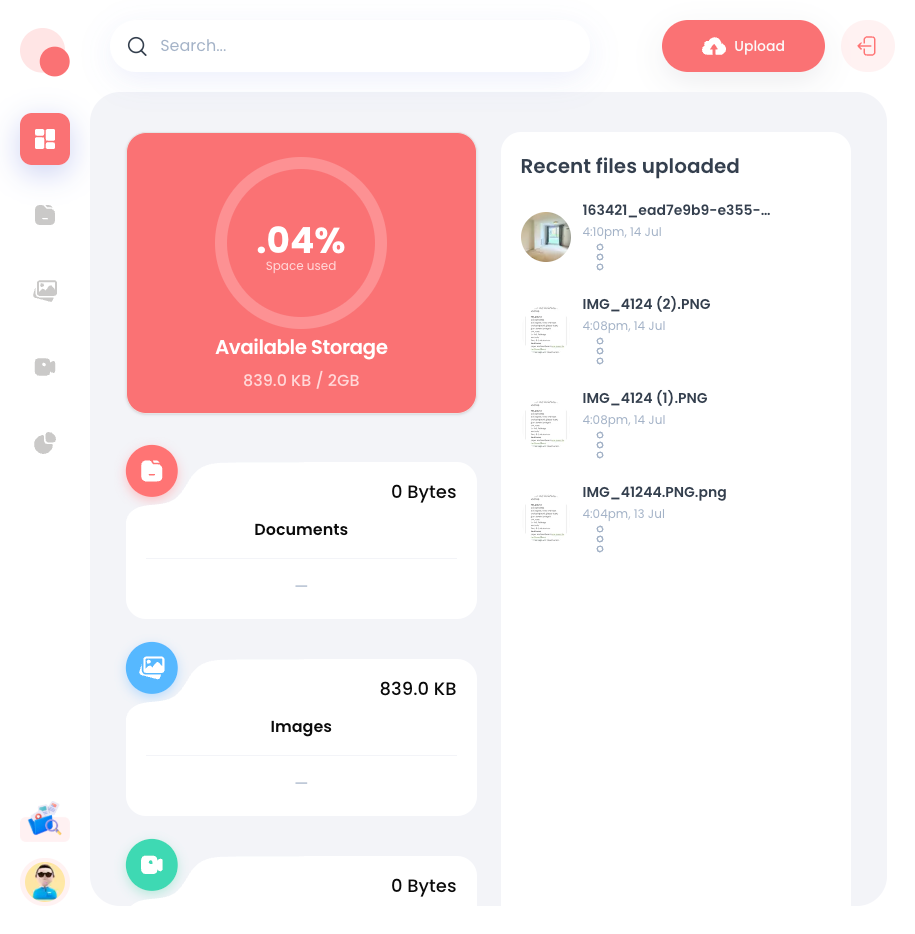 Search...
Upload
.04%
Space used
Available Storage
839.0 KB / 2GB
0 Bytes
Documents
—
839.0 KB
Images
—
0 Bytes
Recent files uploaded
163421_ead7e9b9-e355-...
4:10pm, 14 Jul
IMG_4124 (2).PNG
4:08pm, 14 Jul
IMG_4124 (1).PNG
4:08pm, 14 Jul
IMG_41244.PNG.png
4:04pm, 13 Jul